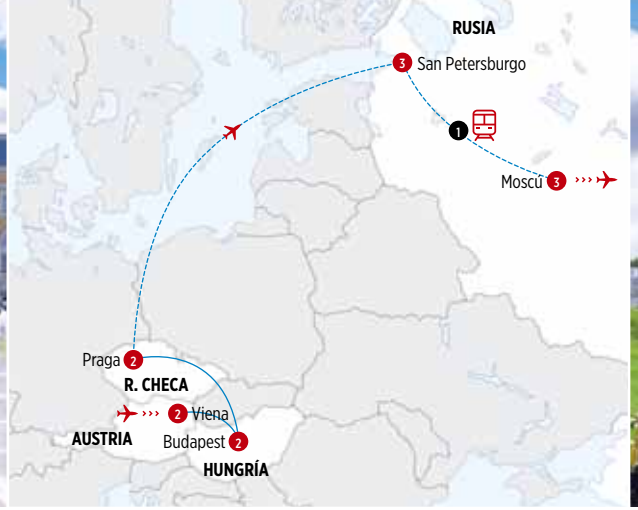 RUSIA
3 San Petersburgo
1
Moscú 3
Praga 2
R. CHECA
2 Viena
AUSTRIA
Budapest 2
HUNGRÍA